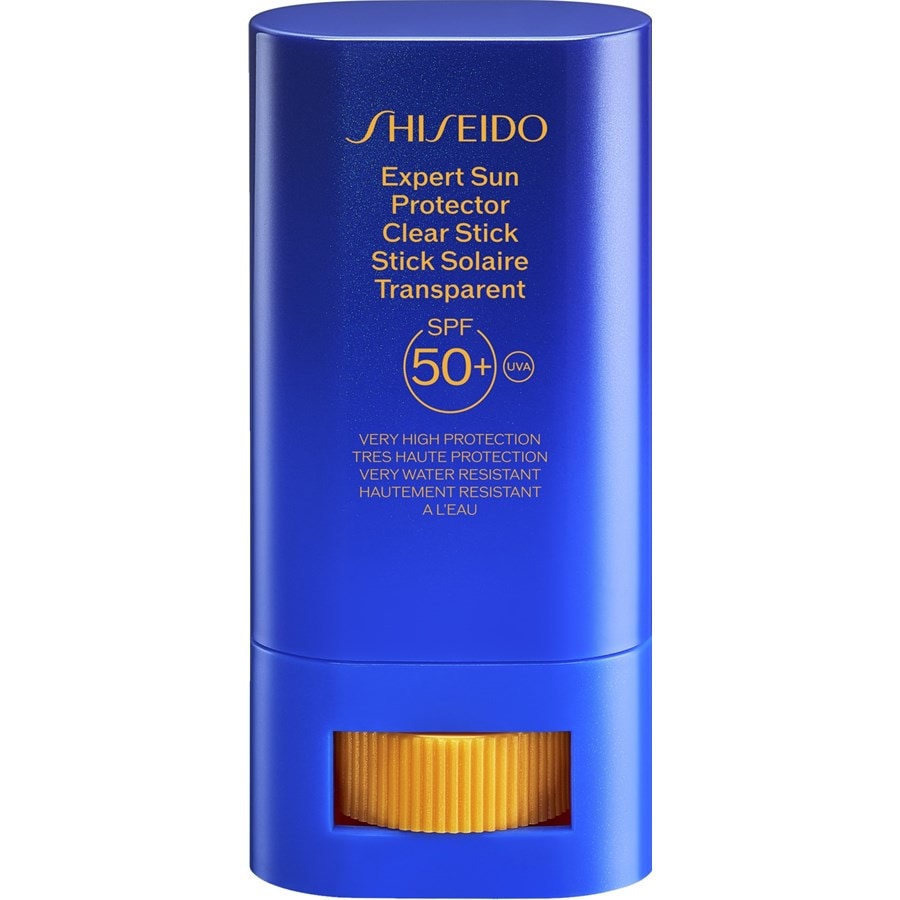 SHISEIDO
Expert Sun
Protector
Clear Stick
Stick Solaire
Transparent
SPF
50+ UVA
VERY HIGH PROTECTION
TRES HAUTE PROTECTION
VERY WATER RESISTANT
HAUTEMENT RESISTANT
A L'EAU